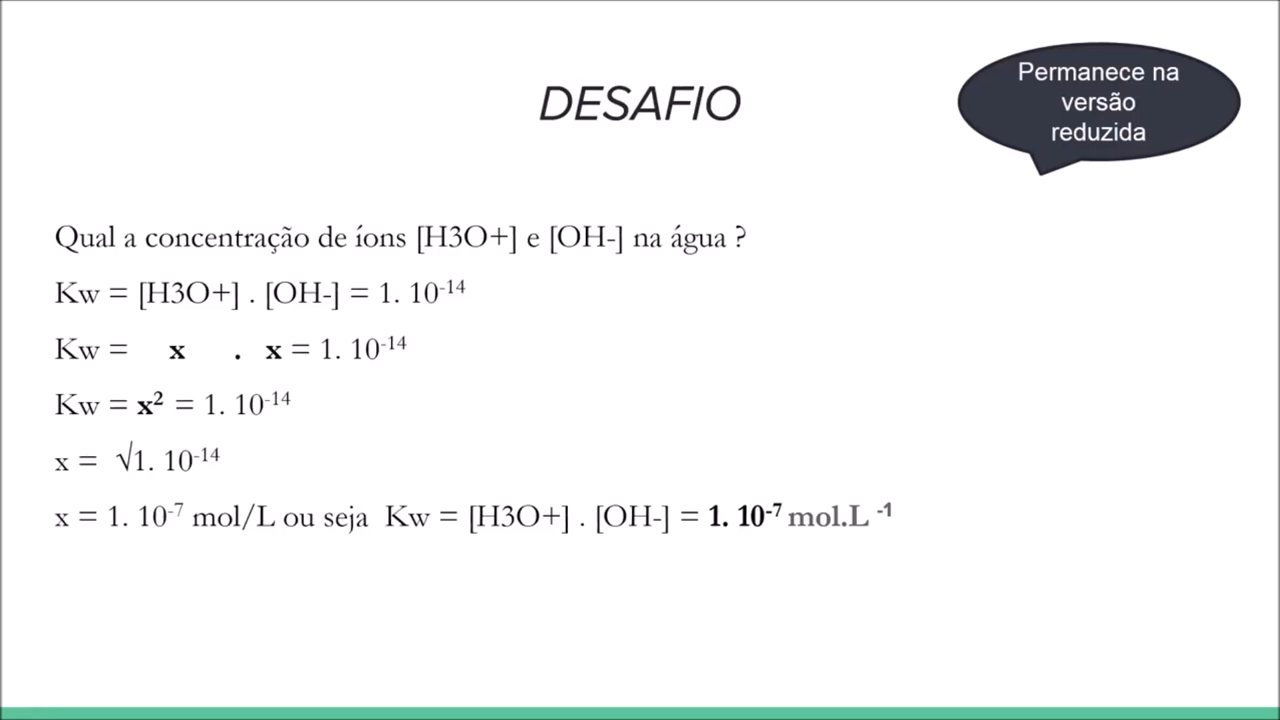 DESAFIO
Permanece na
versão
reduzida
Qual a concentração de íons [H3O+] e [OH-] na água ?
Kw = [H3O+] . [OH-] = 1. 10⁻¹⁴
Kw = x . x = 1. 10⁻¹⁴
Kw = x² = 1. 10⁻¹⁴
x = √1. 10⁻¹⁴
x = 1. 10⁻⁷ mol/L ou seja Kw = [H3O+] . [OH-] = 1. 10⁻⁷ mol.L ⁻¹